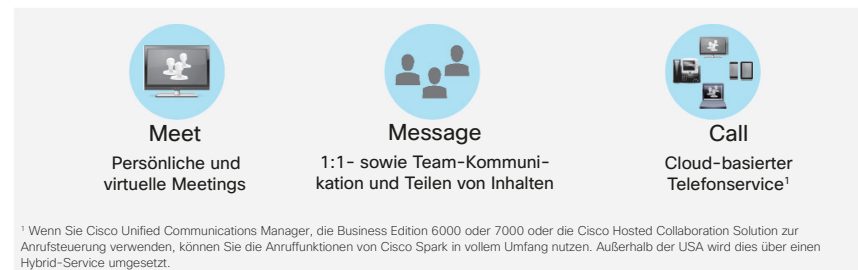 Meet
Persönliche und
virtuelle Meetings
Message
1:1- sowie Team-Kommuni-
kation und Teilen von Inhalten
Call
Cloud-basierter
Telefonservice¹
¹ Wenn Sie Cisco Unified Communications Manager, die Business Edition 6000 oder 7000 oder die Cisco Hosted Collaboration Solution zur
Anrufsteuerung verwenden, können Sie die Anruffunktionen von Cisco Spark in vollem Umfang nutzen. Außerhalb der USA wird dies über einen
Hybrid-Service umgesetzt.